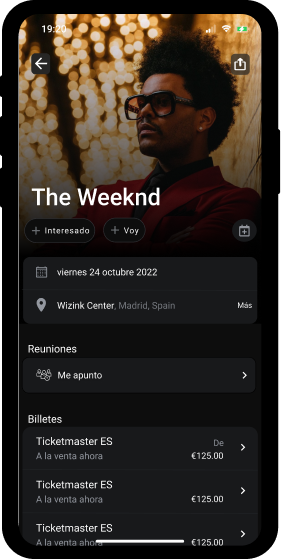 19:20
The Weeknd
+ Interesado
+ Voy
viernes 24 octubre 2022
Wizink Center, Madrid, Spain Más
Reuniones
Me apunto
Billetes
Ticketmaster ES De
A la venta ahora €125.00
Ticketmaster ES
A la venta ahora €125.00
Ticketmaster ES
A la venta ahora €125.00